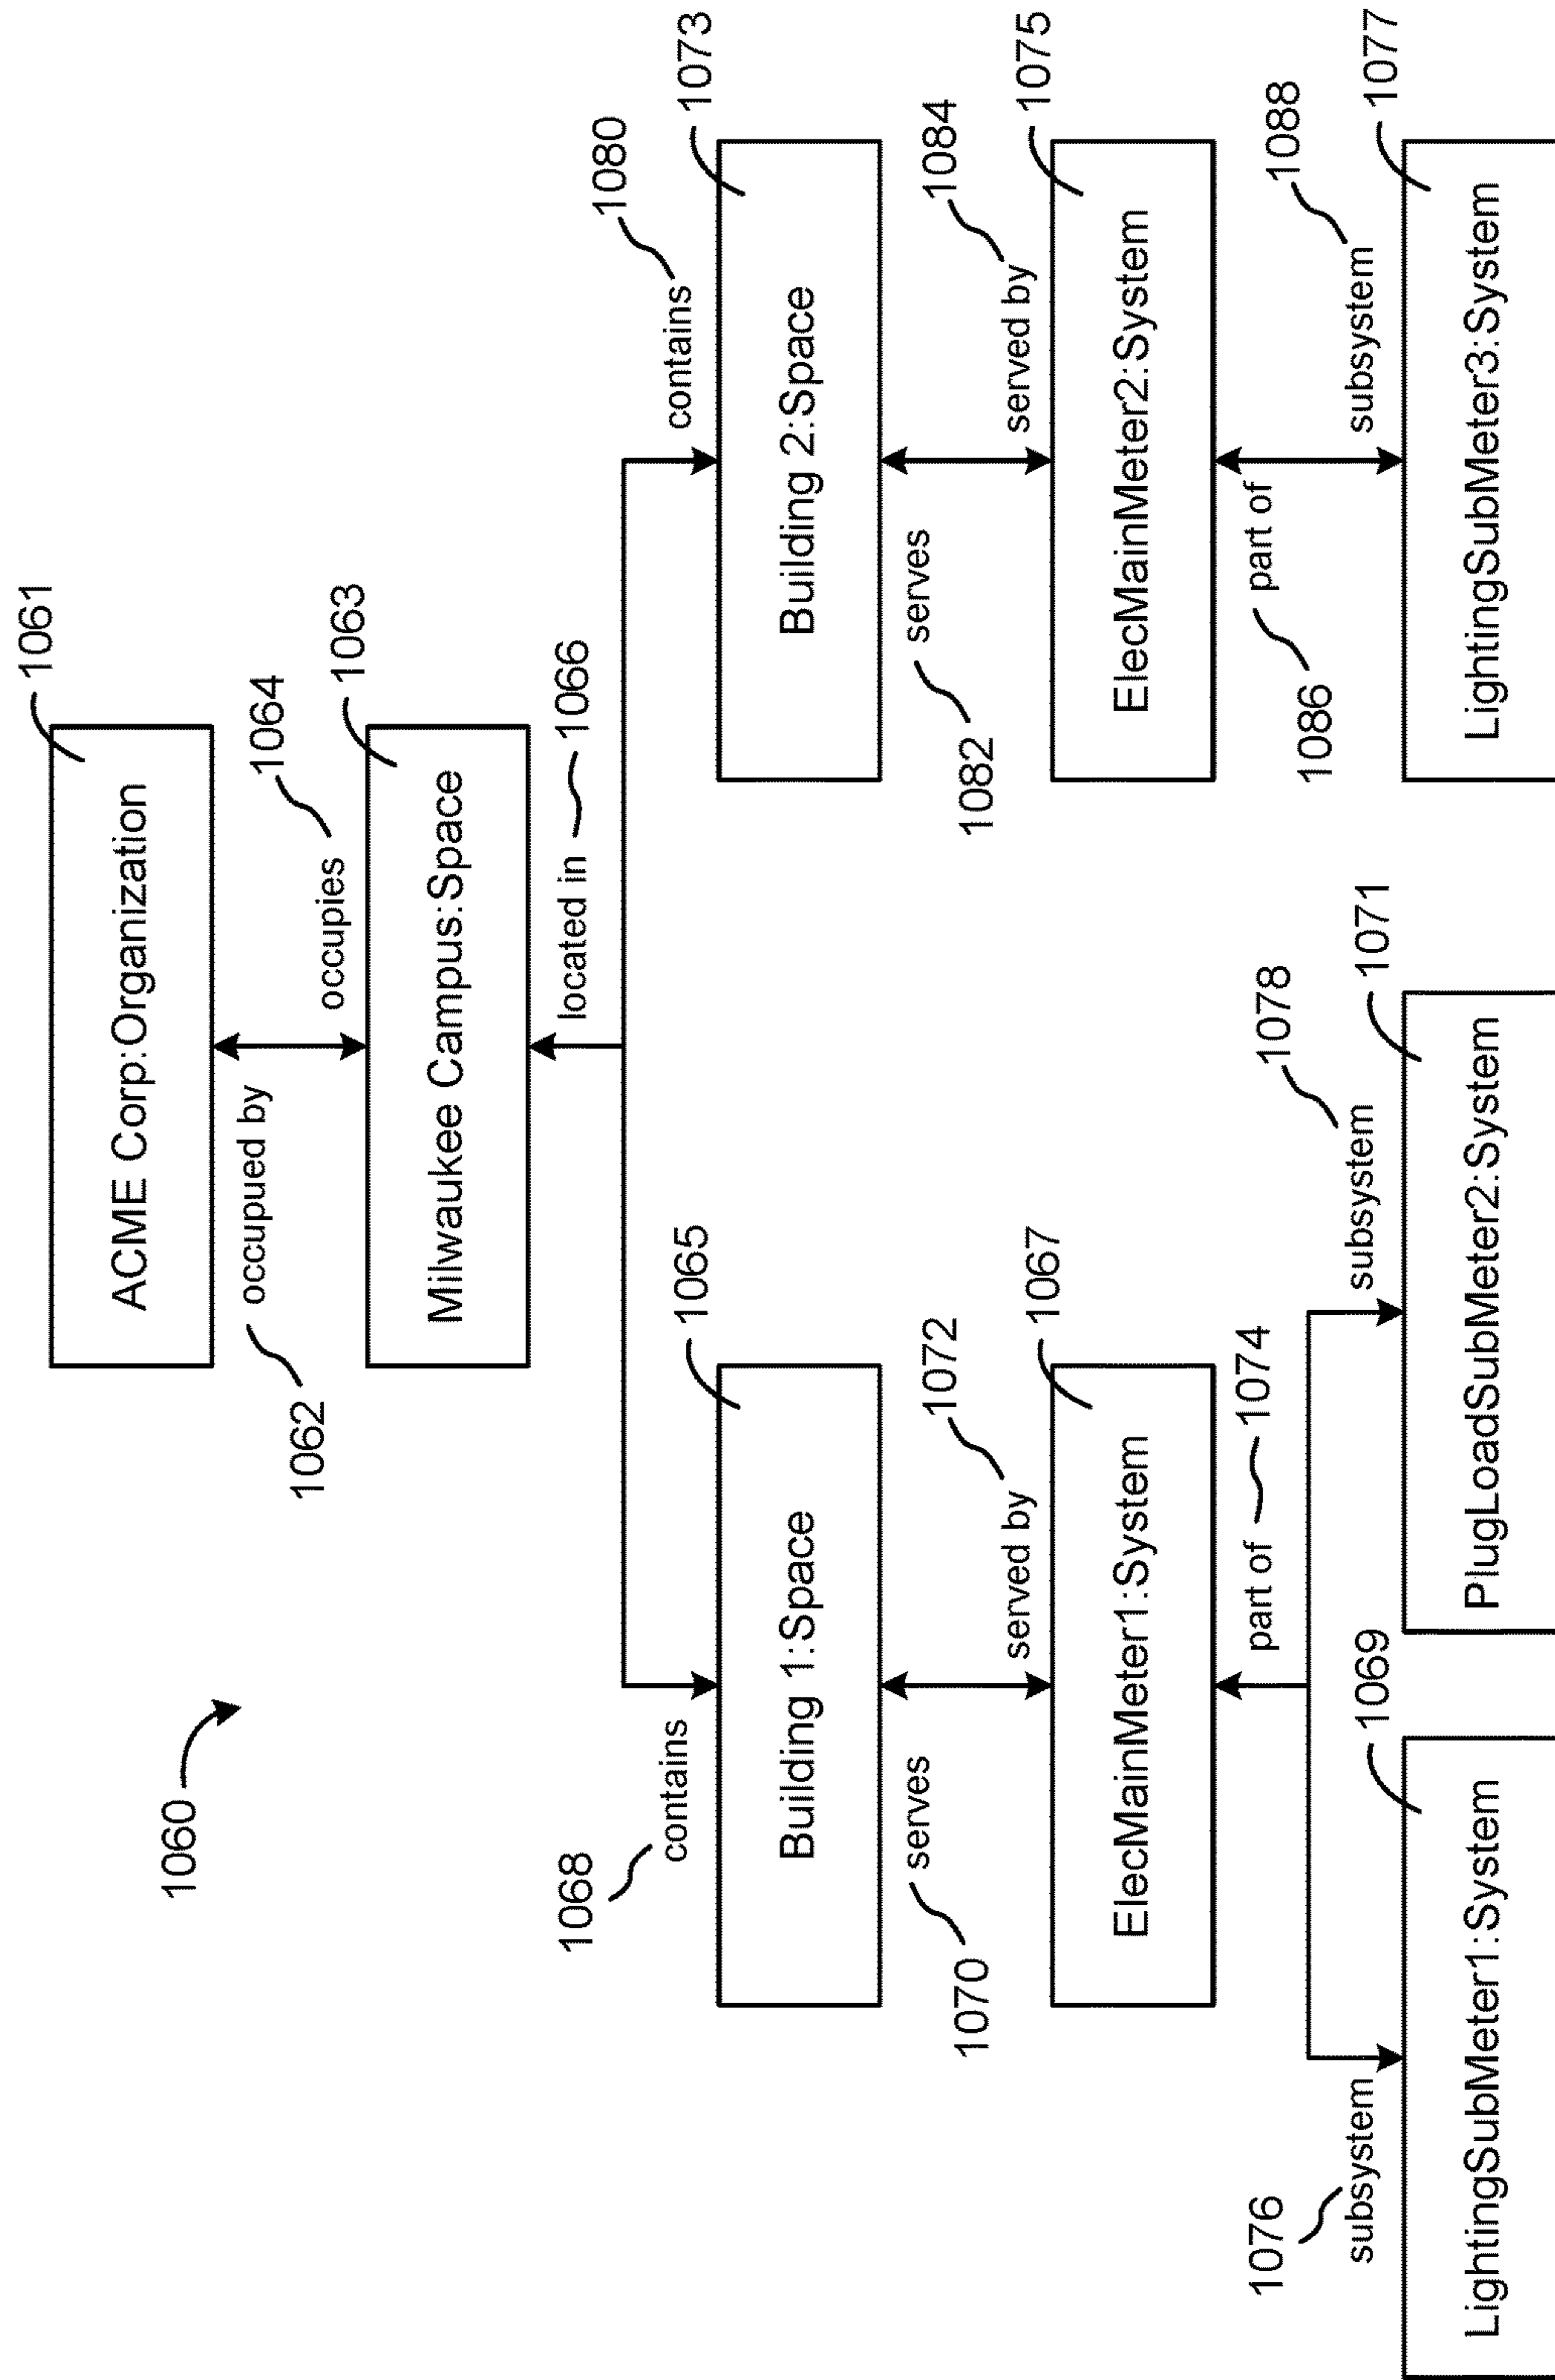 1060
ACME Corp:Organization
1061
1062
occupued by
occupies
1064
Milwaukee Campus:Space
1063
located in
1066
1068
contains
contains
1080
Building 1:Space
1065
Building 2:Space
1073
1070
serves
served by
1072
1082
serves
served by
1084
ElecMainMeter1:System
1067
ElecMainMeter2:System
1075
part of
1074
1086
part of
subsystem
1088
1076
subsystem
subsystem
1078
LightingSubMeter1:System
1069
PlugLoadSubMeter2:System
1071
LightingSubMeter3:System
1077